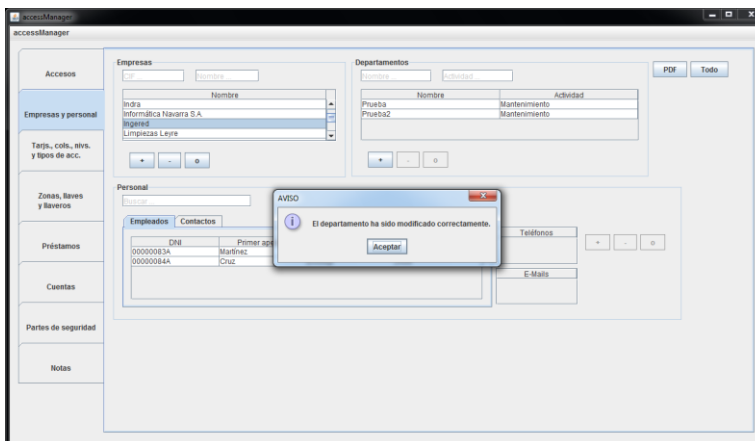 accessManager
accessManager
Accesos
Empresas y personal
Tarjs., cols., nivs.
y tipos de acc.
Zonas, llaves
y llaveros
Préstamos
Cuentas
Partes de seguridad
Notas
Empresas
CIF ...
Nombre ...
Nombre
Indra
Informática Navarra S.A.
Ingered
Limpiezas Leyre
+ - o
Departamentos
Nombre ...
Actividad ...
Nombre Actividad
Prueba Mantenimiento
Prueba2 Mantenimiento
+ - o
PDF Todo
Personal
Buscar ...
Empleados Contactos
DNI Primer ape
00000083A Martínez
00000084A Cruz
Teléfonos
E-Mails
+ - o
AVISO
El departamento ha sido modificado correctamente.
Aceptar